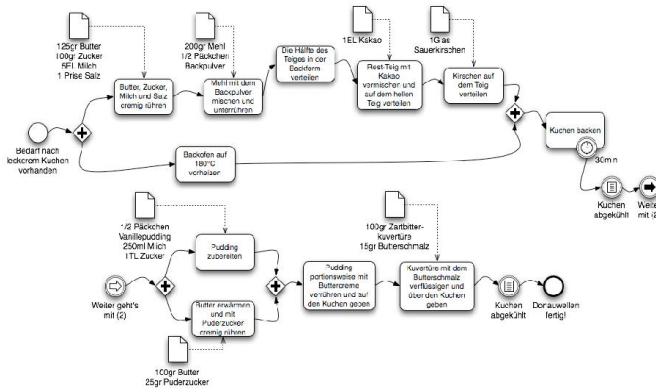 125gr Butter
100gr Zucker
5EL Milch
1 Prise Salz
200gr Mehl
1/2 Päckchen
Backpulver
1EL Kakao
1Glas
Sauerkirschen
Butter, Zucker,
Milch und Salz
cremig rühren
Mehl mit dem
Backpulver
mischen und
unterrühren
Die Hälfte des
Teiges in der
Backform
verteilen
Rest-Teig mit
Kakao
vermischen und
auf dem hellen
Teig verteilen
Kirschen auf
dem Teig
verteilen
Kuchen backen
30min
Bedarf nach
leckerem Kuchen
vorhanden
Backofen auf
180°C
vorheizen
Kuchen
abgekühlt
Weiter
mit (2
1/2 Päckchen
Vanillepudding
250ml Milch
1TL Zucker
100gr Zartbitter-
kuvertüre
15gr Butterschmalz
Pudding
zubereiten
Pudding
portionsweise mit
Buttercreme
verrühren und auf
den Kuchen geben
Kuvertüre mit dem
Butterschmalz
verflüssigen und
über den Kuchen
geben
Weiter geht's
mit (2)
Butter erwärmen
und mit
Puderzucker
cremig rühren
Kuchen
abgekühlt
Donauwellen
fertig!
100gr Butter
25gr Puderzucker